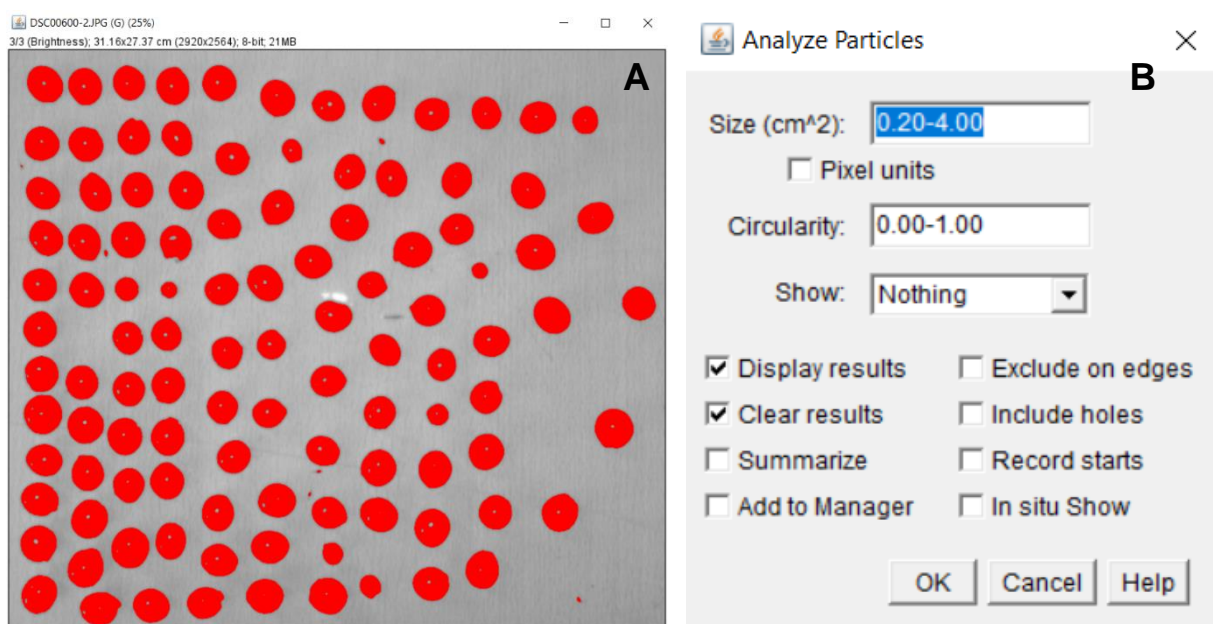 DSC00600-2.JPG (G) (25%)
3/3 (Brightness); 31.16x27.37 cm (2920x2564); 8-bit; 21MB
A
Analyze Particles
B
Size (cm^2): 0.20-4.00
Pixel units
Circularity: 0.00-1.00
Show: Nothing
Display results Exclude on edges
Clear results Include holes
Summarize Record starts
Add to Manager In situ Show
OK Cancel Help